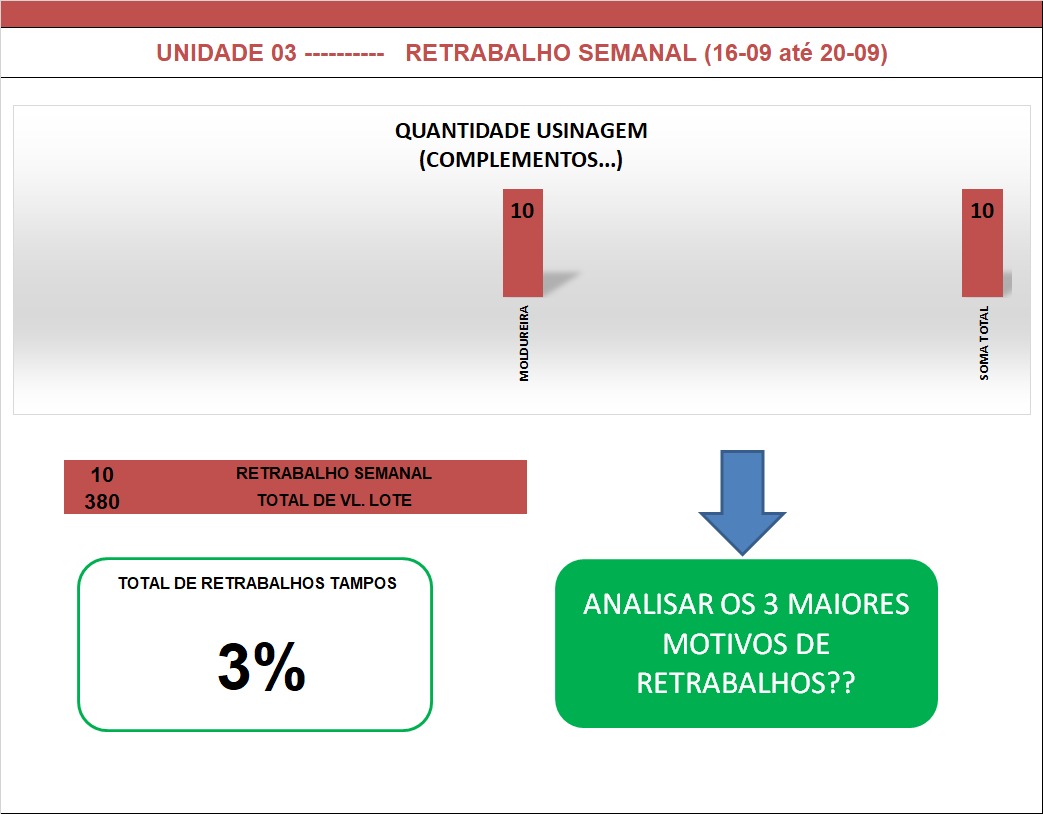 UNIDADE 03 ---------- RETRABALHO SEMANAL (16-09 até 20-09)
QUANTIDADE USINAGEM
(COMPLEMENTOS...)
10
10
MOLDUREIRA
SOMA TOTAL
10 RETRABALHO SEMANAL
380 TOTAL DE VL. LOTE
TOTAL DE RETRABALHOS TAMPOS
3%
ANALISAR OS 3 MAIORES
MOTIVOS DE
RETRABALHOS??